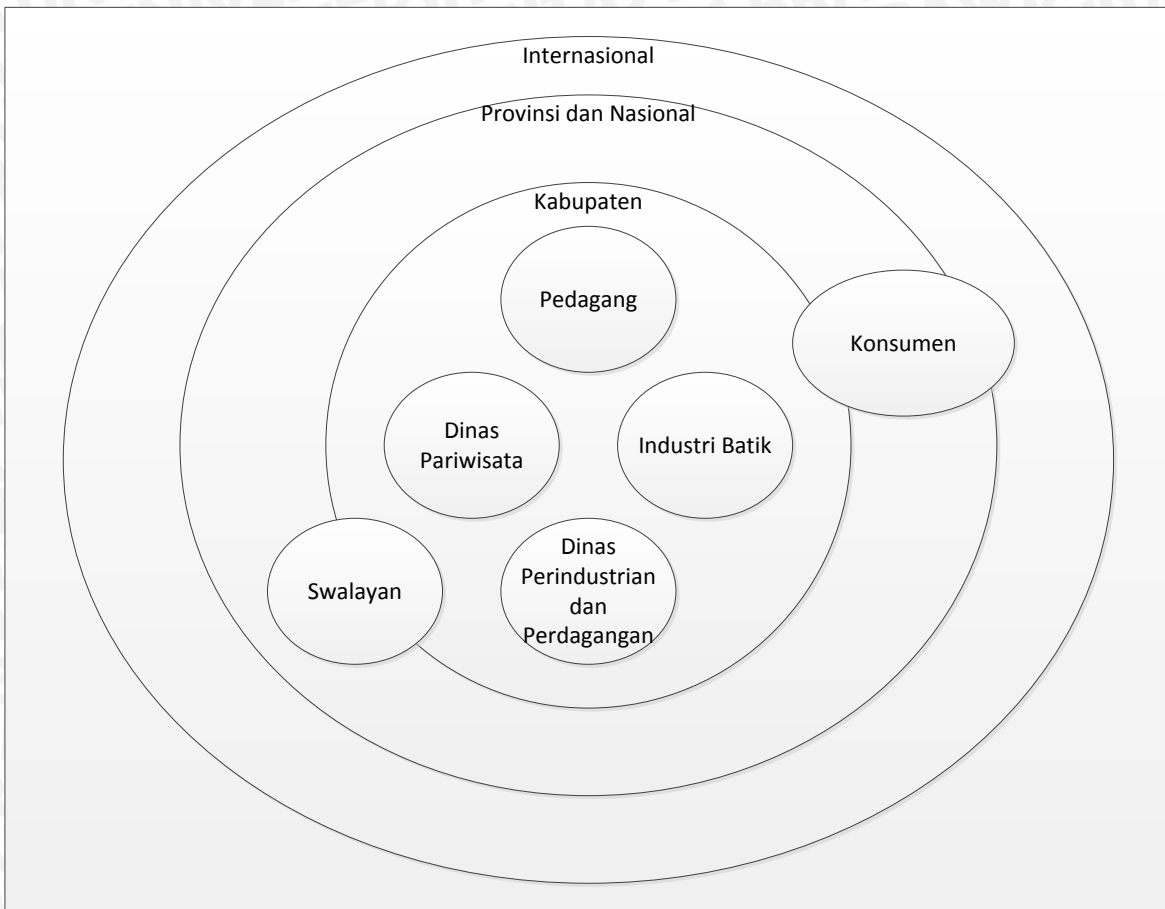 Internasional
Provinsi dan Nasional
Kabupaten
Pedagang
Konsumen
Dinas
Pariwisata
Industri Batik
Swalayan
Dinas
Perindustrian
dan
Perdagangan